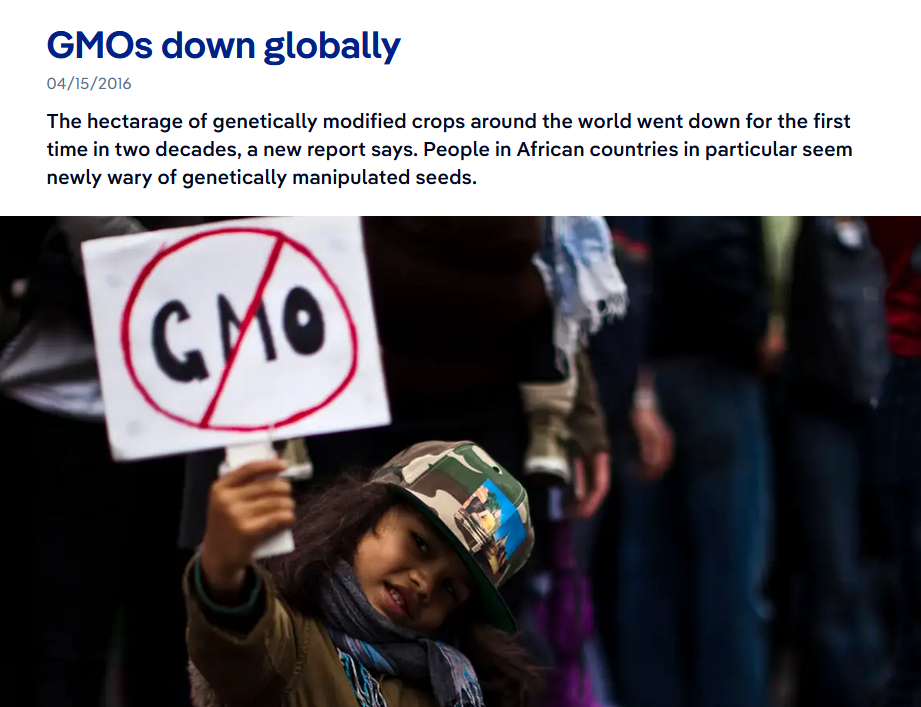 GMOs down globally
04/15/2016
The hectarage of genetically modified crops around the world went down for the first
time in two decades, a new report says. People in African countries in particular seem
newly wary of genetically manipulated seeds.
GMO